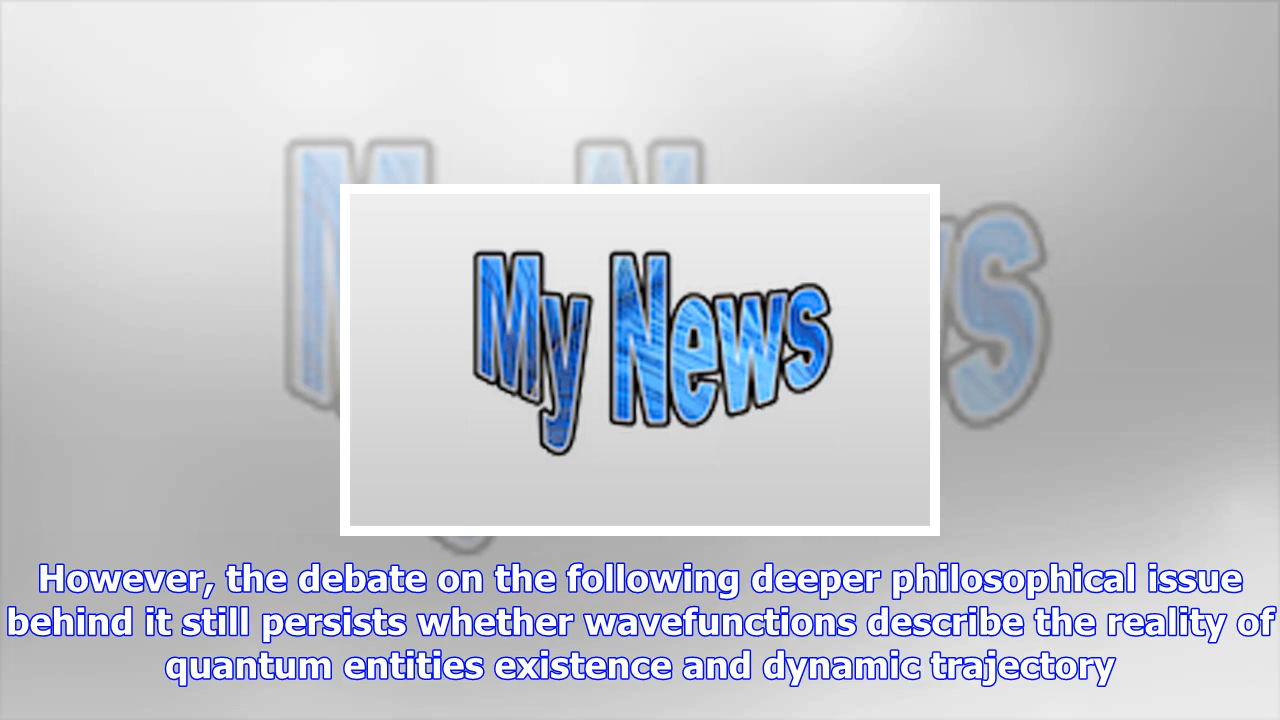 My News
However, the debate on the following deeper philosophical issue
behind it still persists whether wavefunctions describe the reality of
quantum entities existence and dynamic trajectory